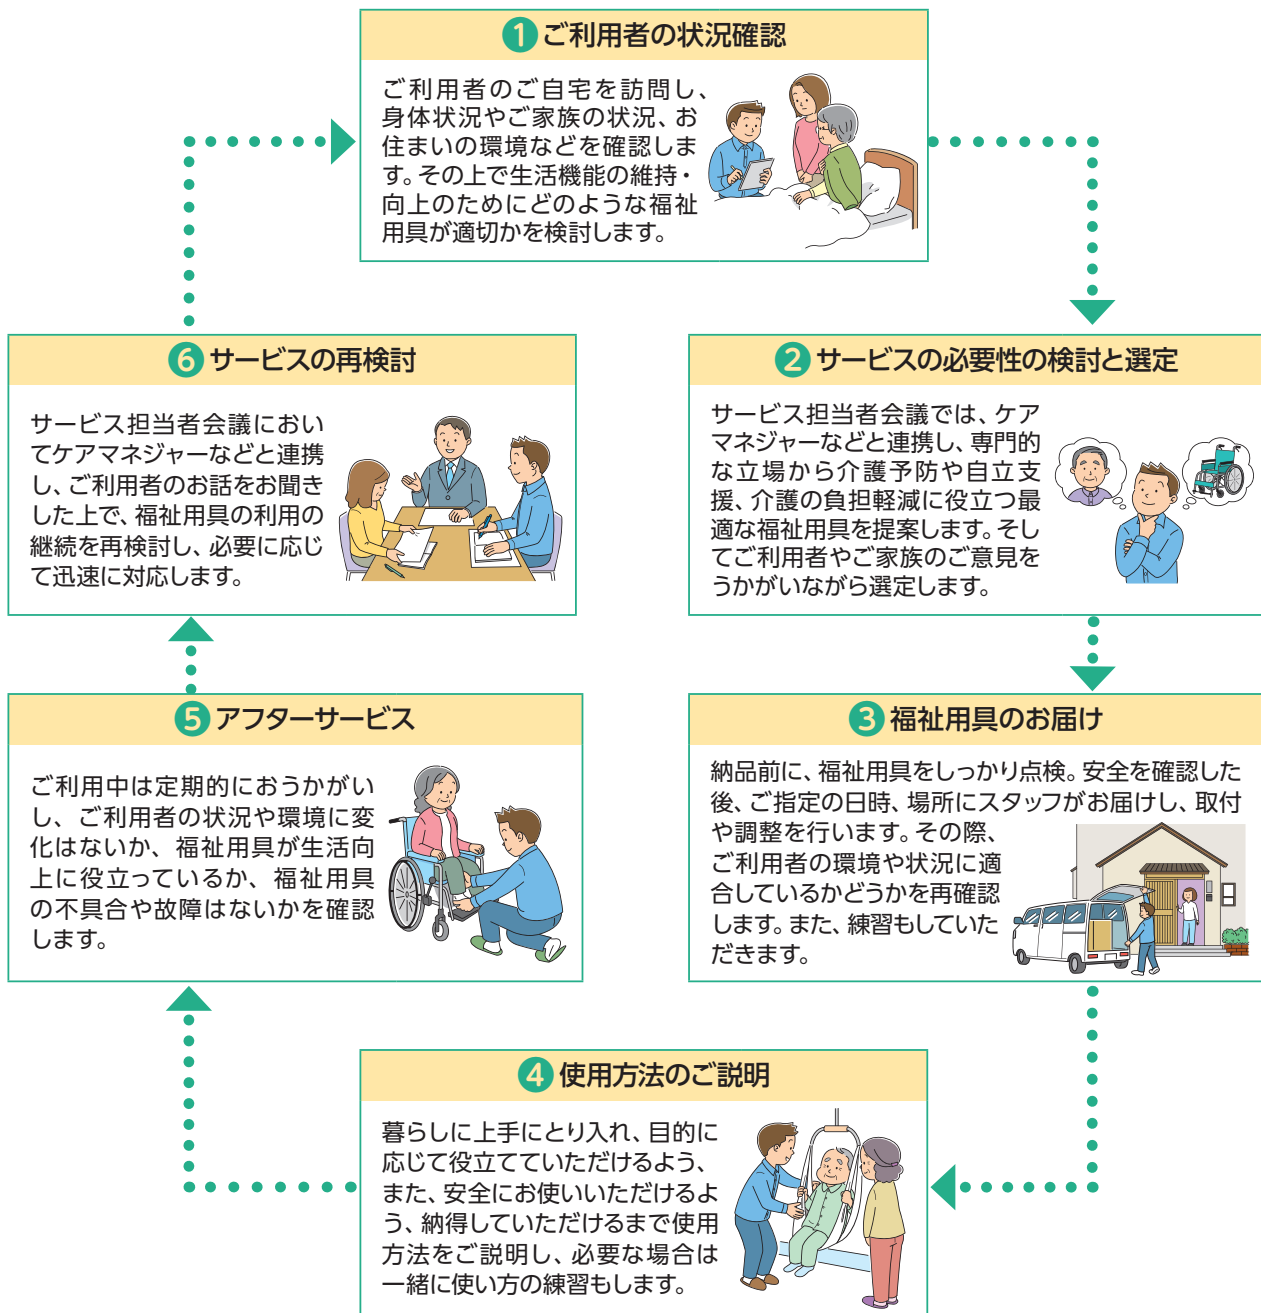 ❶ご利用者の状況確認
ご利用者のご自宅を訪問し、
身体状況やご家族の状況、お
住まいの環境などを確認しま
す。その上で生活機能の維持・
向上のためにどのような福祉
用具が適切かを検討します。
❷サービスの必要性の検討と選定
サービス担当者会議では、ケア
マネジャーなどと連携し、専門的
な立場から介護予防や自立支
援、介護の負担軽減に役立つ最
適な福祉用具を提案します。そし
てご利用者やご家族のご意見を
うかがいながら選定します。
❸福祉用具のお届け
納品前に、福祉用具をしっかり点検。安全を確認した
後、ご指定の日時、場所にスタッフがお届けし、取付
や調整を行います。その際、
ご利用者の環境や状況に適
合しているかどうかを再確認
します。また、練習もしていた
だきます。
❹使用方法のご説明
暮らしに上手にとり入れ、目的に
応じて役立てていただけるよう、
また、安全にお使いいただけるよ
う、納得していただけるまで使用
方法をご説明し、必要な場合は
一緒に使い方の練習もします。
❺アフターサービス
ご利用中は定期的におうかがい
し、ご利用者の状況や環境に変
化はないか、福祉用具が生活向
上に役立っているか、福祉用具
の不具合や故障はないかを確認
します。
❻サービスの再検討
サービス担当者会議におい
てケアマネジャーなどと連携
し、ご利用者のお話をお聞き
した上で、福祉用具の利用の
継続を再検討し、必要に応じ
て迅速に対応します。